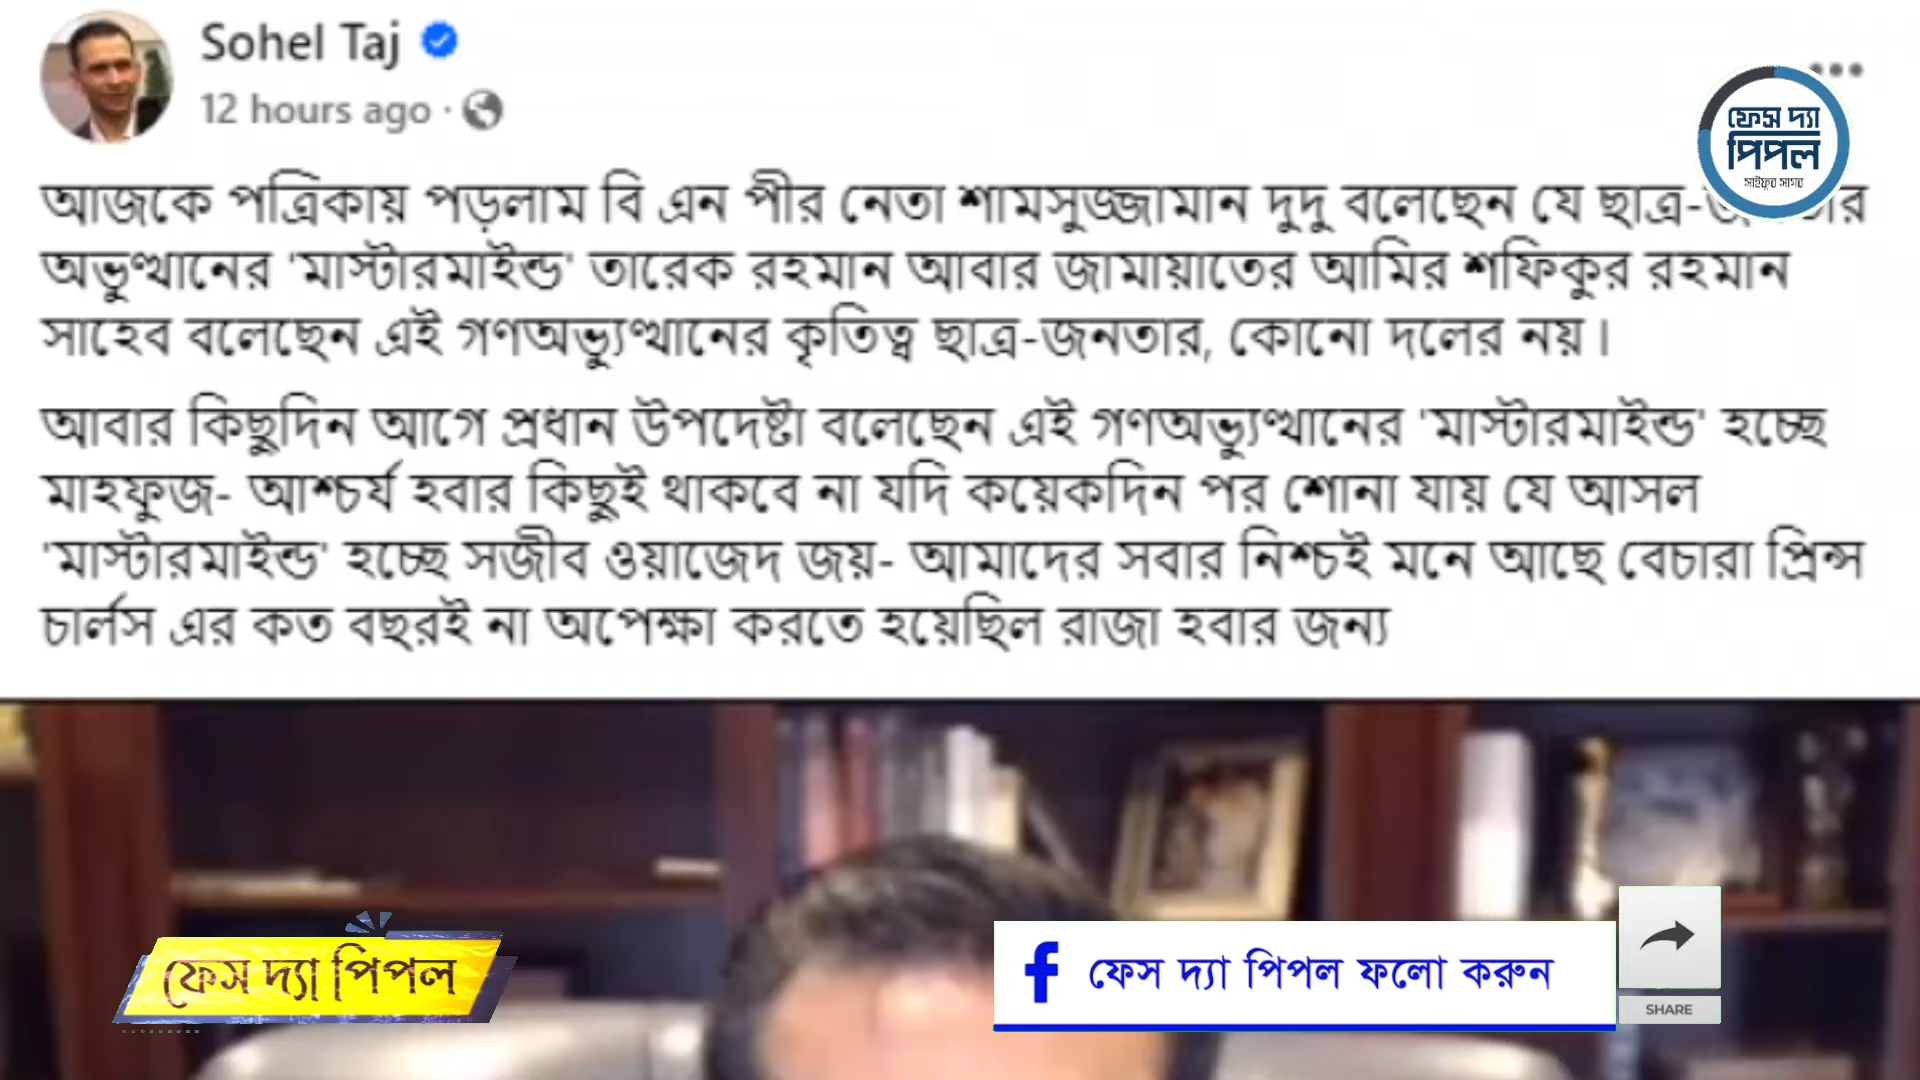 Sohel Taj
12 hours ago ·
ফেস দ্যা
পিপল
সাইফুর সাগর
আজকে পত্রিকায় পড়লাম বি এন পীর নেতা শামসুজ্জামান দুদু বলেছেন যে ছাত্র-
অভুত্থানের 'মাস্টারমাইন্ড' তারেক রহমান আবার জামায়াতের আমির শফিকুর রহমান
সাহেব বলেছেন এই গণঅভ্যুত্থানের কৃতিত্ব ছাত্র-জনতার, কোনো দলের নয়।
আবার কিছুদিন আগে প্রধান উপদেষ্টা বলেছেন এই গণঅভ্যুত্থানের 'মাস্টারমাইন্ড' হচ্ছে
মাহফুজ- আশ্চর্য হবার কিছুই থাকবে না যদি কয়েকদিন পর শোনা যায় যে আসল
'মাস্টারমাইন্ড' হচ্ছে সজীব ওয়াজেদ জয়- আমাদের সবার নিশ্চই মনে আছে বেচারা প্রিন্স
চার্লস এর কত বছরই না অপেক্ষা করতে হয়েছিল রাজা হবার জন্য
ফেস দ্যা পিপল
ফেস দ্যা পিপল ফলো করুন
SHARE